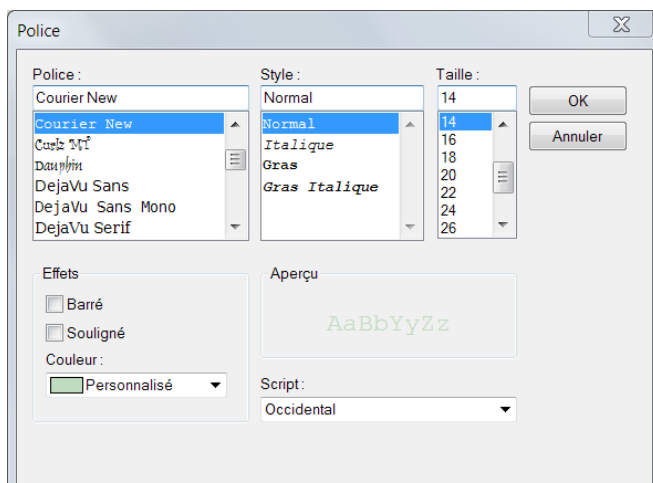 Police
Police :
Style :
Taille :
Courier New
Normal
14
OK
Annuler
Courier New
Curlz MT
Dauphin
DejaVu Sans
DejaVu Sans Mono
DejaVu Serif
Normal
Italique
Gras
Gras Italique
14
16
18
20
22
24
26
Effets
Barré
Souligné
Couleur :
Personnalisé
Aperçu
AaBbYyZz
Script :
Occidental